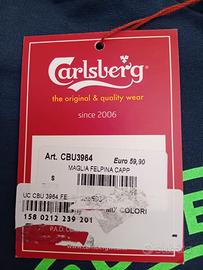 Carlsberg
the original & quality wear
since 2006
Art. CBU3964
Euro 59,90
MAGLIA FELPINA CAPP
S
UC CBU 3964 FE
COLORI
158 0212 239 201